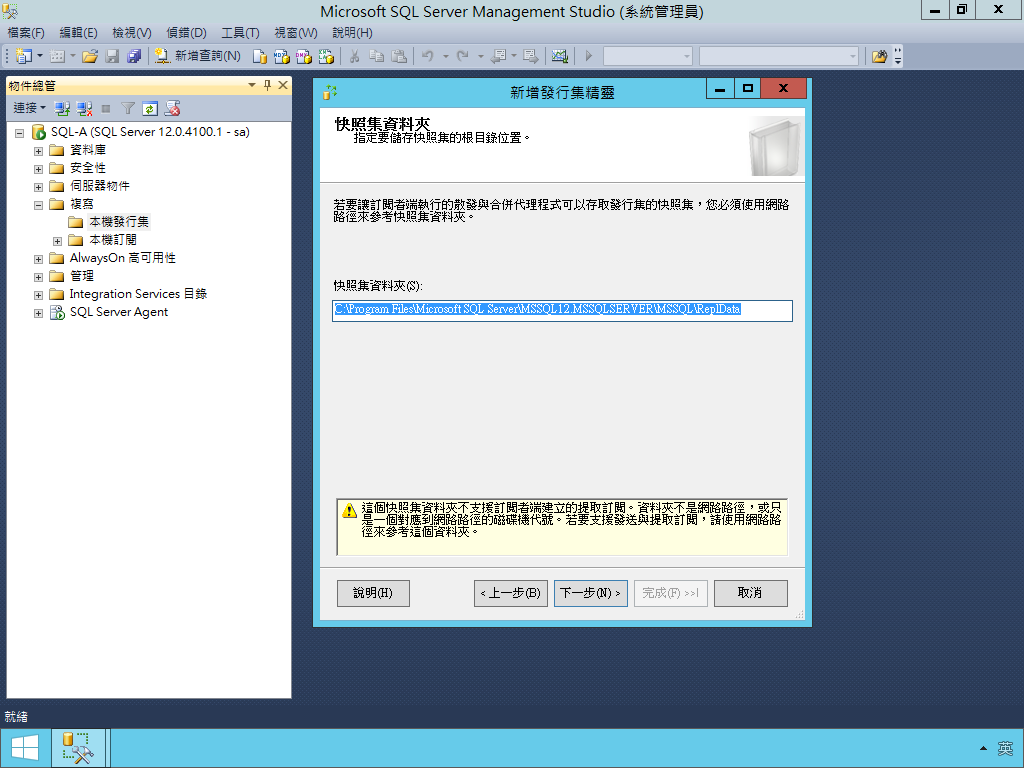 Microsoft SQL Server Management Studio (系統管理員)
檔案(F) 編輯(E) 檢視(V) 偵錯(D) 工具(T) 視窗(W) 說明(H)
新增查詢(N)
物件總管
連接
SQL-A (SQL Server 12.0.4100.1 - sa)
資料庫
安全性
伺服器物件
複寫
本機發行集
本機訂閱
AlwaysOn 高可用性
管理
Integration Services 目錄
SQL Server Agent
新增發行集精靈
快照集資料夾
指定要儲存快照集的根目錄位置。
若要讓訂閱者端執行的散發與合併代理程式可以存取發行集的快照集，您必須使用網路
路徑來參考快照集資料夾。
快照集資料夾(S):
C:\Program Files\Microsoft SQL Server\MSSQL12.MSSQLSERVER\MSSQL\ReplData
這個快照集資料夾不支援訂閱者端建立的提取訂閱。資料夾不是網路路徑，或只
是一個對應到網路路徑的磁碟機代號。若要支援發送與提取訂閱，請使用網路路
徑來參考這個資料夾。
說明(H) < 上一步(B) 下一步(N) > 完成(F) >>| 取消
就緒
英